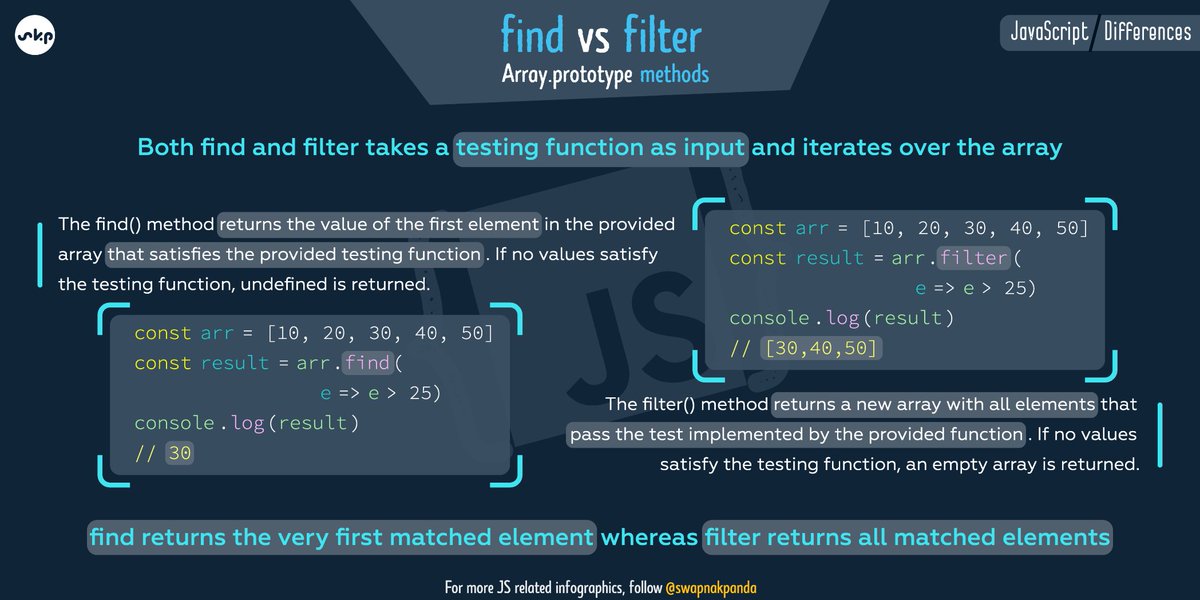 skp
find vs filter
Array.prototype methods
JavaScript / Differences
Both find and filter takes a testing function as input and iterates over the array
The find() method returns the value of the first element in the provided
array that satisfies the provided testing function . If no values satisfy
the testing function, undefined is returned.
const arr = [10, 20, 30, 40, 50]
const result = arr.find(
e => e > 25)
console.log(result)
// 30
const arr = [10, 20, 30, 40, 50]
const result = arr.filter(
e => e > 25)
console.log(result)
// [30,40,50]
The filter() method returns a new array with all elements that
pass the test implemented by the provided function . If no values
satisfy the testing function, an empty array is returned.
JS
find returns the very first matched element whereas filter returns all matched elements
For more JS related infographics, follow @swapnakpanda